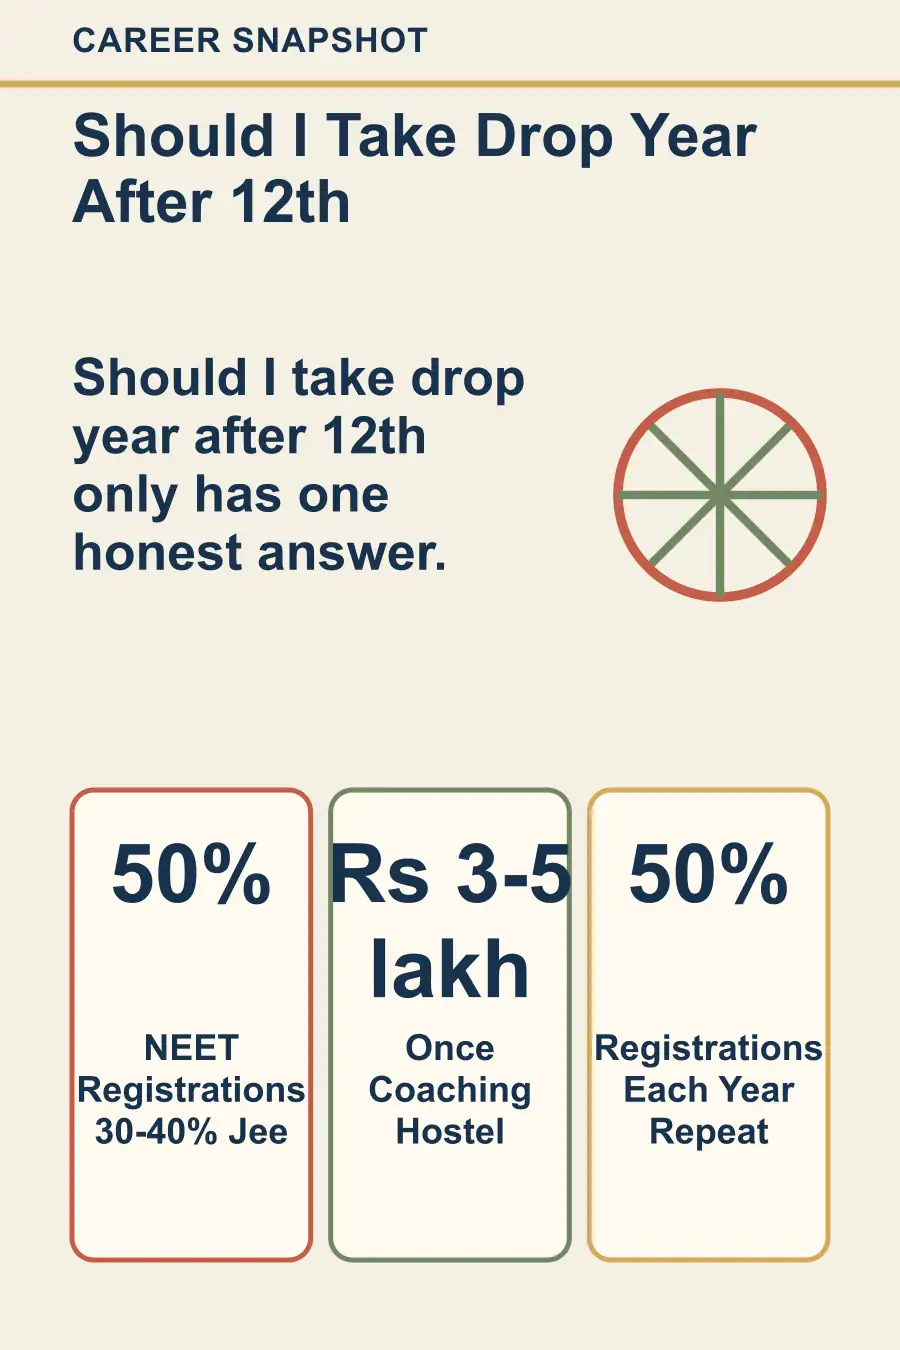 CAREER SNAPSHOT
Should I Take Drop Year
After 12th
Should I take drop
year after 12th
only has one
honest answer.
50%
NEET
Registrations
30-40% Jee
Rs 3-5
lakh
Once
Coaching
Hostel
50%
Registrations
Each Year
Repeat